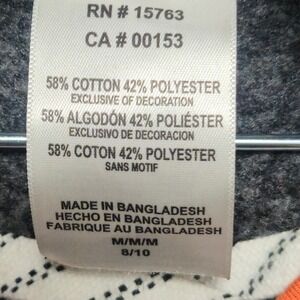 RN # 15763
CA # 00153
58% COTTON 42% POLYESTER
EXCLUSIVE OF DECORATION
58% ALGODÓN 42% POLIÉSTER
EXCLUSIVO DE DECORACION
58% COTON 42% POLYESTER
SANS MOTIF
MADE IN BANGLADESH
HECHO EN BANGLADESH
FABRIQUE AU BANGLADESH
M/M/M
8/10